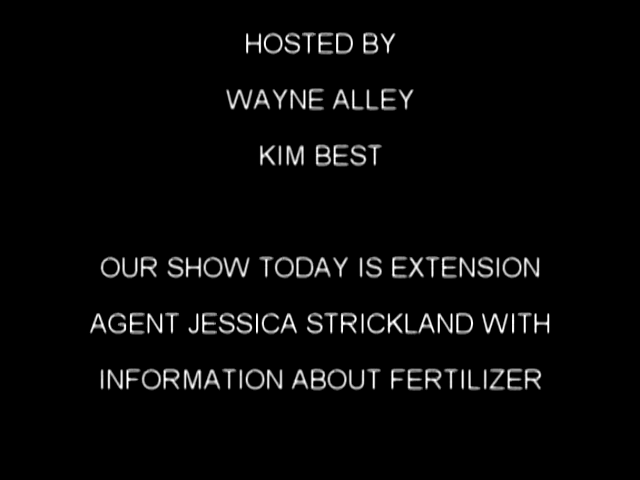 HOSTED BY
WAYNE ALLEY
KIM BEST
OUR SHOW TODAY IS EXTENSION
AGENT JESSICA STRICKLAND WITH
INFORMATION ABOUT FERTILIZER